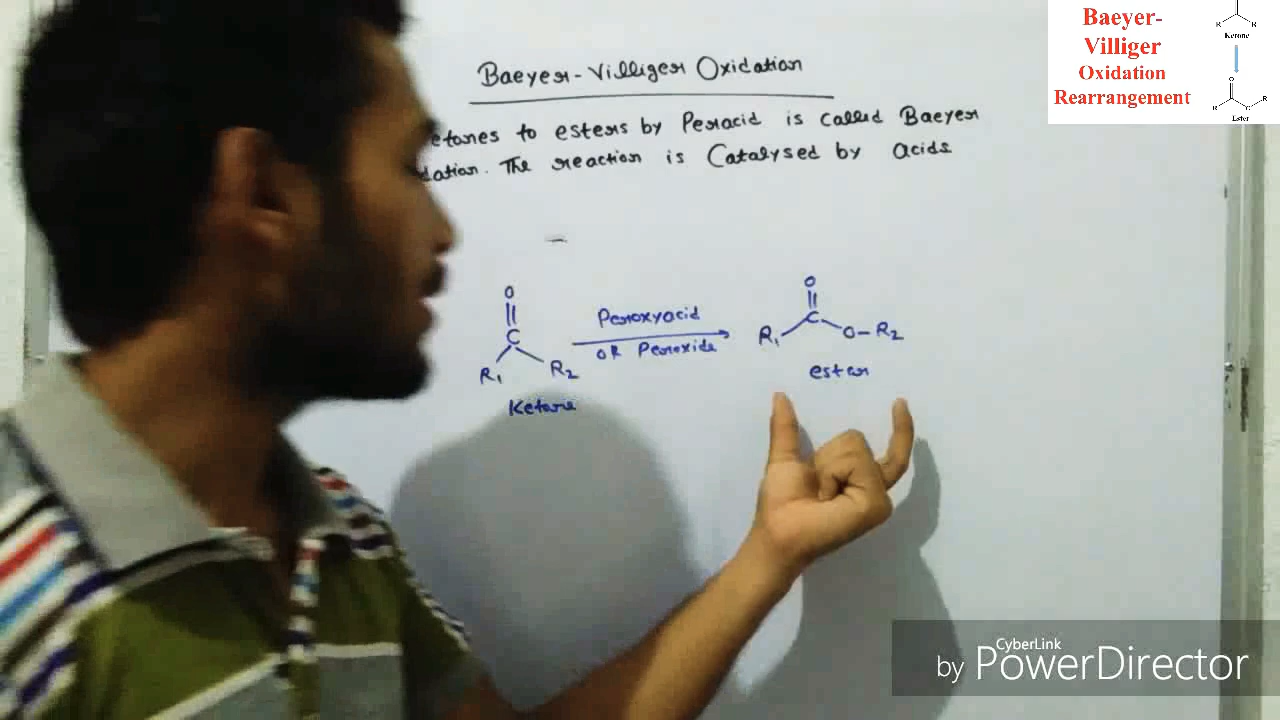 Baeyer-Villiger Oxidation
etones to esters by Peracid is called Baeyer
dation. The reaction is Catalysed by acids
O
C
R1 R2
Ketone
Peroxyacid
OR Peroxide
O
C
R1 O-R2
ester
Baeyer-
Villiger
Oxidation
Rearrangement
R R
Ketone
O
R O R
Ester
CyberLink
by PowerDirector